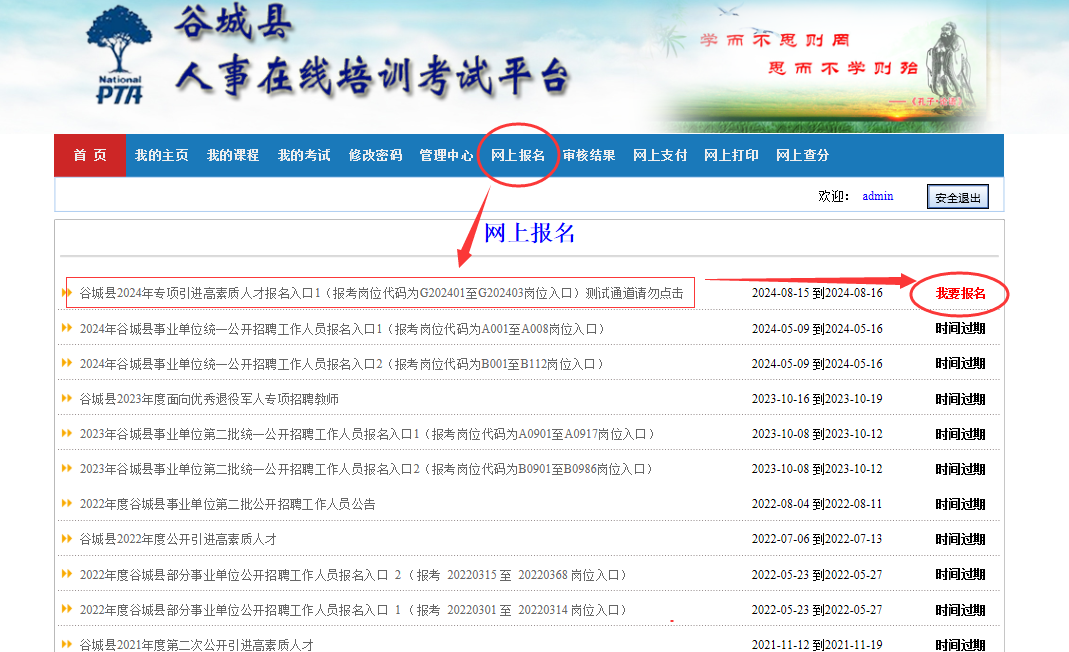 谷城县
人事在线培训考试平台
National
PTA
学而不思则罔
思而不学则殆
首 页 我的主页 我的课程 我的考试 修改密码 管理中心 网上报名 审核结果 网上支付 网上打印 网上查分
欢迎： admin 安全退出
网上报名
谷城县2024年专项引进高素质人才报名入口1（报考岗位代码为G202401至G202403岗位入口）测试通道请勿点击 2024-08-15 到2024-08-16 我要报名
2024年谷城县事业单位统一公开招聘工作人员报名入口1（报考岗位代码为A001至A008岗位入口） 2024-05-09 到2024-05-16 时间过期
2024年谷城县事业单位统一公开招聘工作人员报名入口2（报考岗位代码为B001至B112岗位入口） 2024-05-09 到2024-05-16 时间过期
谷城县2023年度面向优秀退役军人专项招聘教师 2023-10-16 到2023-10-19 时间过期
2023年谷城县事业单位第二批统一公开招聘工作人员报名入口1（报考岗位代码为A0901至A0917岗位入口） 2023-10-08 到2023-10-12 时间过期
2023年谷城县事业单位第二批统一公开招聘工作人员报名入口2（报考岗位代码为B0901至B0986岗位入口） 2023-10-08 到2023-10-12 时间过期
2022年度谷城县事业单位第二批公开招聘工作人员公告 2022-08-04 到2022-08-11 时间过期
谷城县2022年度公开引进高素质人才 2022-07-06 到2022-07-13 时间过期
2022年度谷城县部分事业单位公开招聘工作人员报名入口 2（报考 20220315 至 20220368 岗位入口） 2022-05-23 到2022-05-27 时间过期
2022年度谷城县部分事业单位公开招聘工作人员报名入口 1（报考 20220301 至 20220314 岗位入口） 2022-05-23 到2022-05-27 时间过期
谷城县2021年度第二次公开引进高素质人才 2021-11-12 到2021-11-19 时间过期